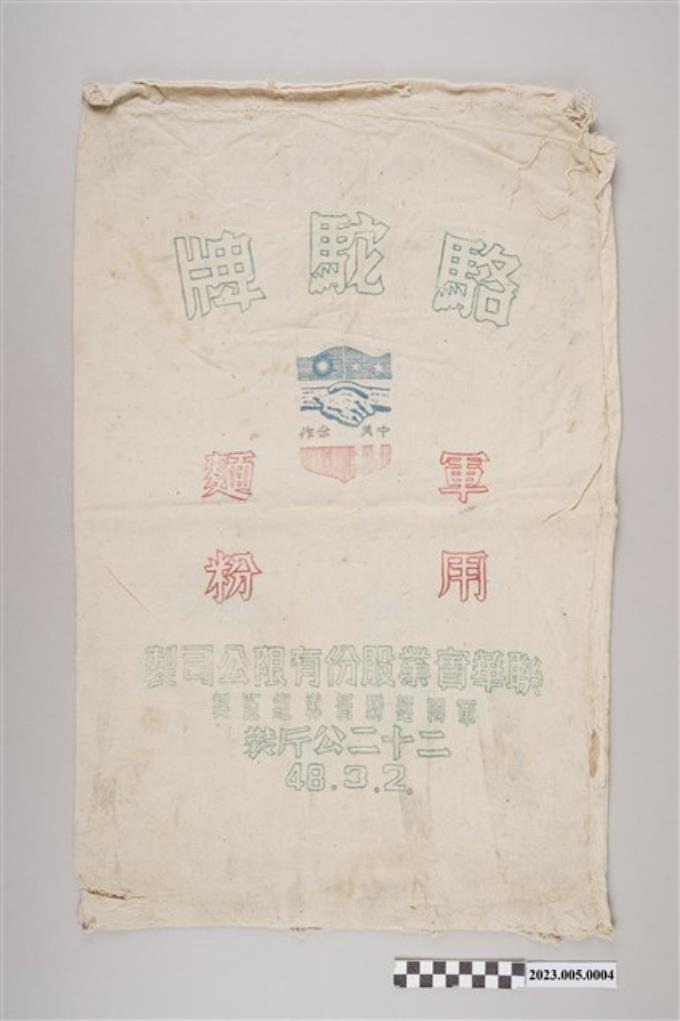 駱駝牌
中美合作
軍用
麵粉
聯華實業股份有限公司製
二十二公斤裝
48.3.2.
2023.005.0004